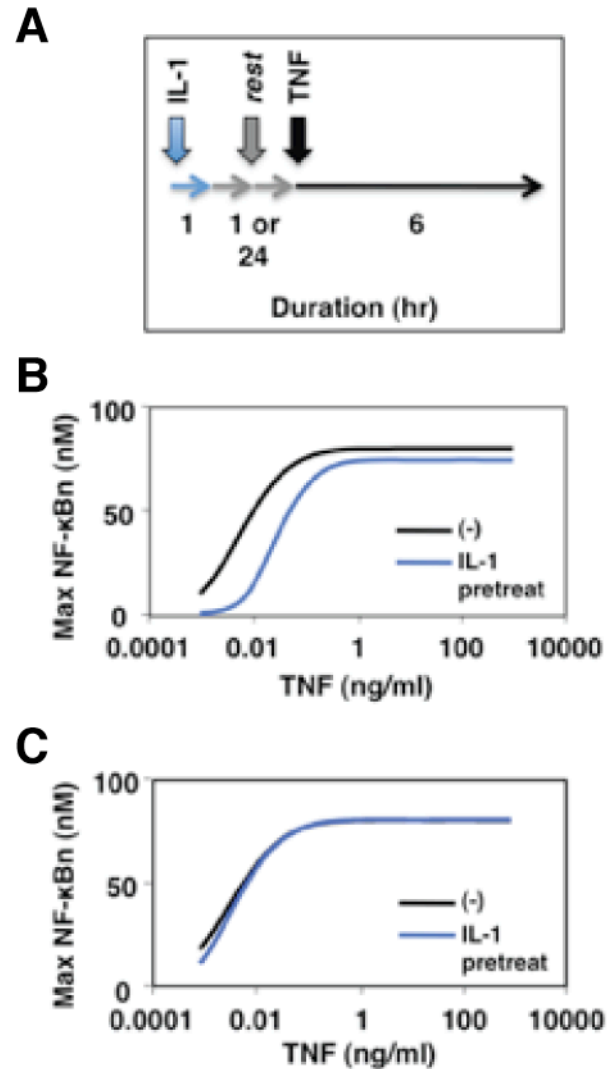 A
IL-1
rest
TNF
1
1 or
24
6
Duration (hr)
B
Max NF-κBn (nM)
100
50
0
(-)
IL-1
pretreat
0.0001
0.01
1
100
10000
TNF (ng/ml)
C
Max NF-κBn (nM)
100
50
0
(-)
IL-1
pretreat
0.0001
0.01
1
100
10000
TNF (ng/ml)